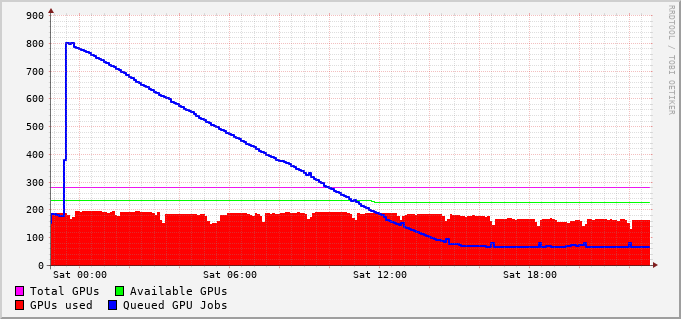 900
800
700
600
500
400
300
200
100
0
Sat 00:00 Sat 06:00 Sat 12:00 Sat 18:00
Total GPUs Available GPUs
GPUs used Queued GPU Jobs
RRDTOOL / TOBI OETIKER